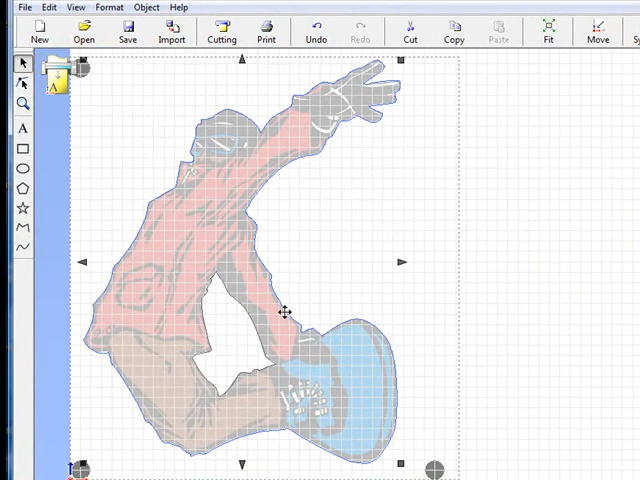 File Edit View Format Object Help
New Open Save Import Cutting Print Undo Redo Cut Copy Paste Fit Move
A
A